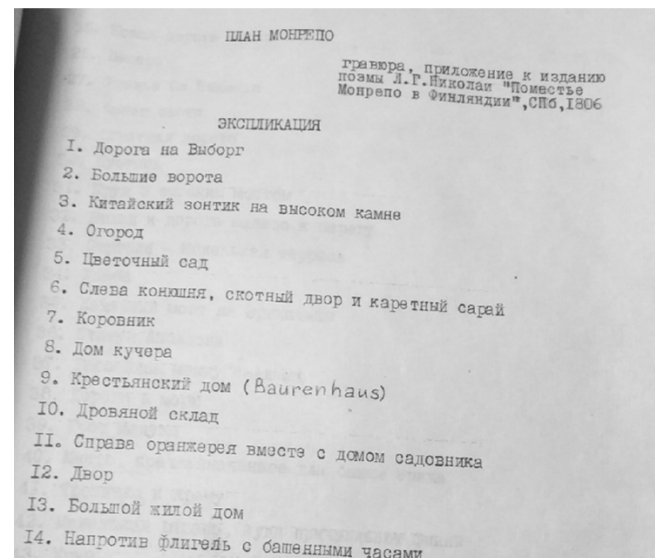 ПЛАН МОНРЕПО
гравюра, приложение к изданию
поэмы Л.Г.Николаи "Поместье
Монрепо в Финляндии",СПб,I806
ЭКСПЛИКАЦИЯ
I. Дорога на Выборг
2. Большие ворота
3. Китайский зонтик на высоком камне
4. Огород
5. Цветочный сад
6. Слева конюшня, скотный двор и каретный сарай
7. Коровник
8. Дом кучера
9. Крестьянский дом (Baurenhaus)
I0. Дровяной склад
II. Справа оранжерея вместе с домом садовника
I2. Двор
I3. Большой жилой дом
I4. Напротив флигель с башенными часами